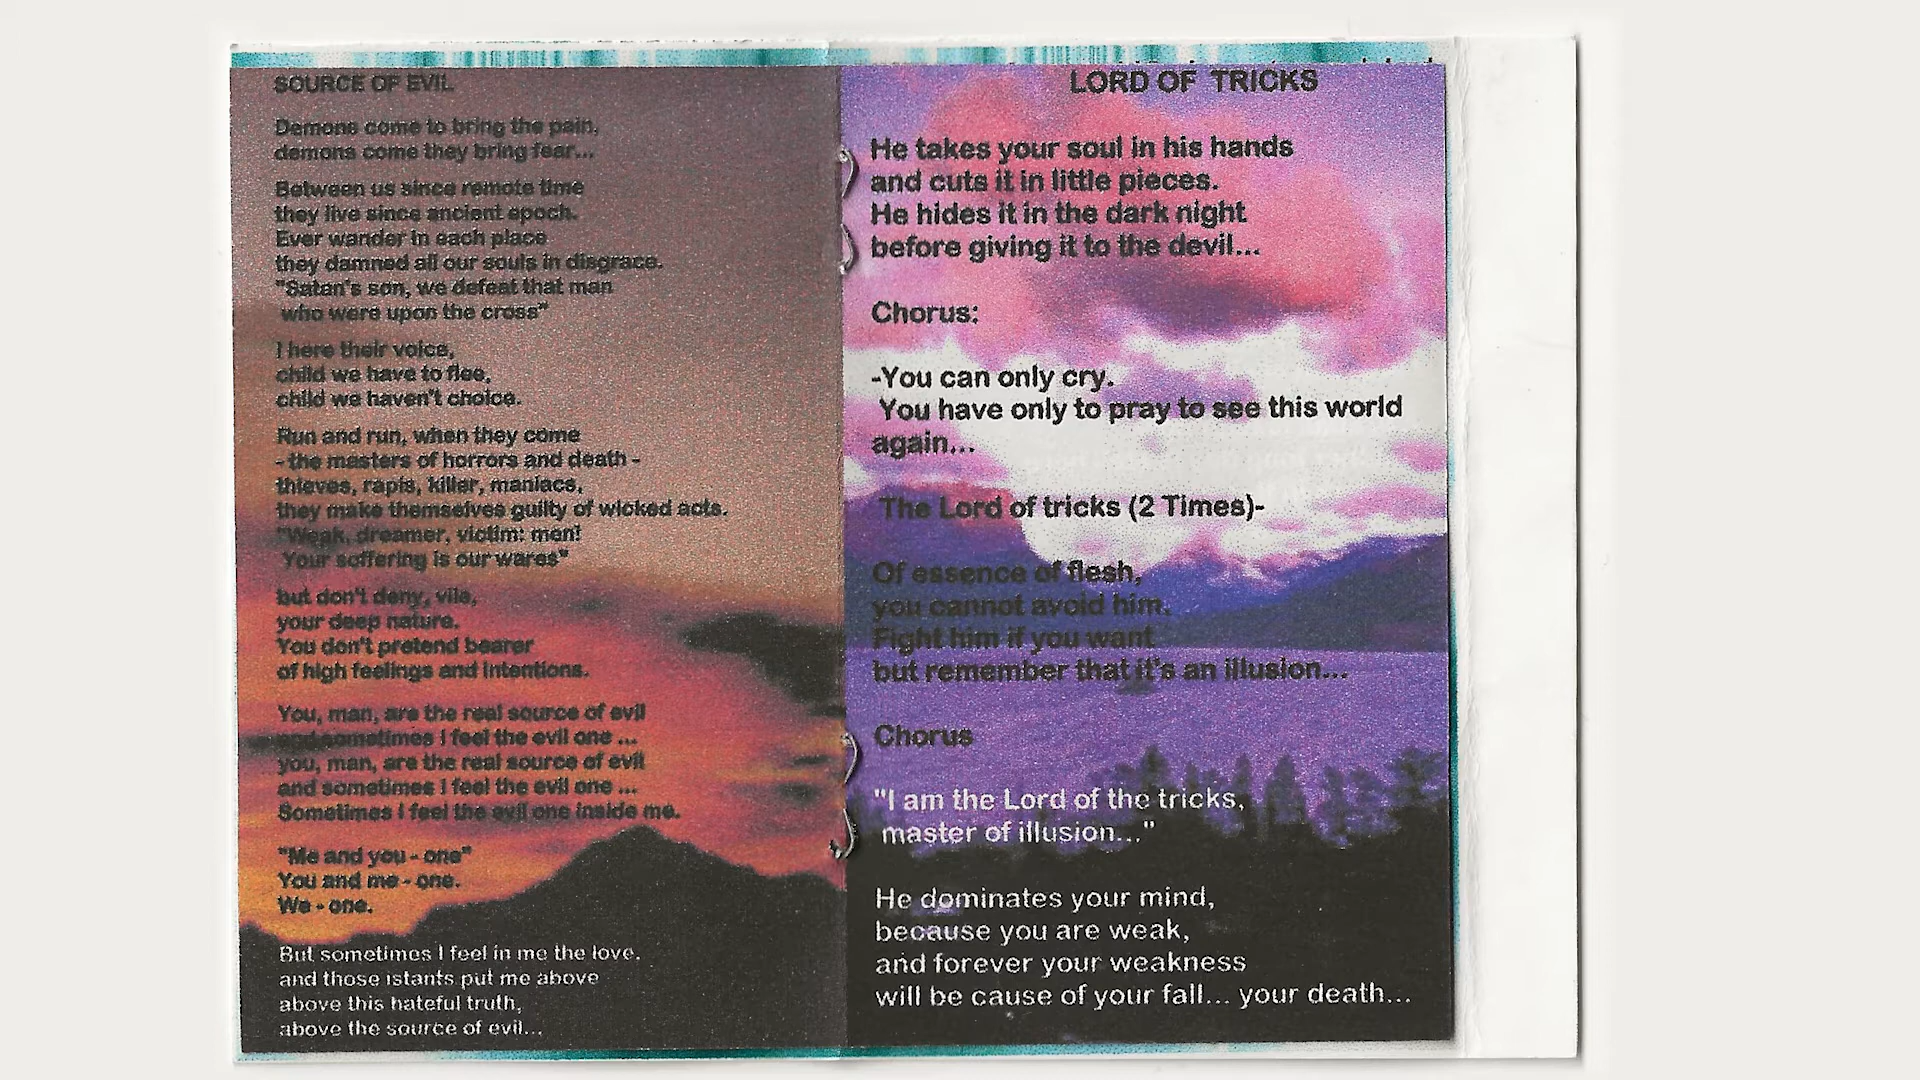 SOURCE OF EVIL
Demons come to bring the pain,
demons come they bring fear...
Between us since remote time
they live since ancient epoch.
Ever wander in each place
they damned all our souls in disgrace.
"Satan's son, we defeat that man
who were upon the cross"
I here their voice,
child we have to flee,
child we haven't choice.
Run and run, when they come
- the masters of horrors and death -
thieves, rapis, killer, maniacs,
they make themselves guilty of wicked acts.
"Weak, dreamer, victim: men!
Your soffering is our wares"
but don't deny, vile,
your deep nature.
You don't pretend bearer
of high feelings and intentions.
You, man, are the real source of evil
and sometimes I feel the evil one ...
you, man, are the real source of evil
and sometimes I feel the evil one ...
Sometimes I feel the evil one inside me.
"Me and you - one"
You and me - one.
We - one.
But sometimes I feel in me the love,
and those istants put me above
above this hateful truth,
above the source of evil...
LORD OF TRICKS
He takes your soul in his hands
and cuts it in little pieces.
He hides it in the dark night
before giving it to the devil...
Chorus:
-You can only cry.
You have only to pray to see this world
again...
The Lord of tricks (2 Times)-
Of essence of flesh,
you cannot avoid him.
Fight him if you want
but remember that it's an illusion...
Chorus
"I am the Lord of the tricks,
master of illusion..."
He dominates your mind,
because you are weak,
and forever your weakness
will be cause of your fall... your death...